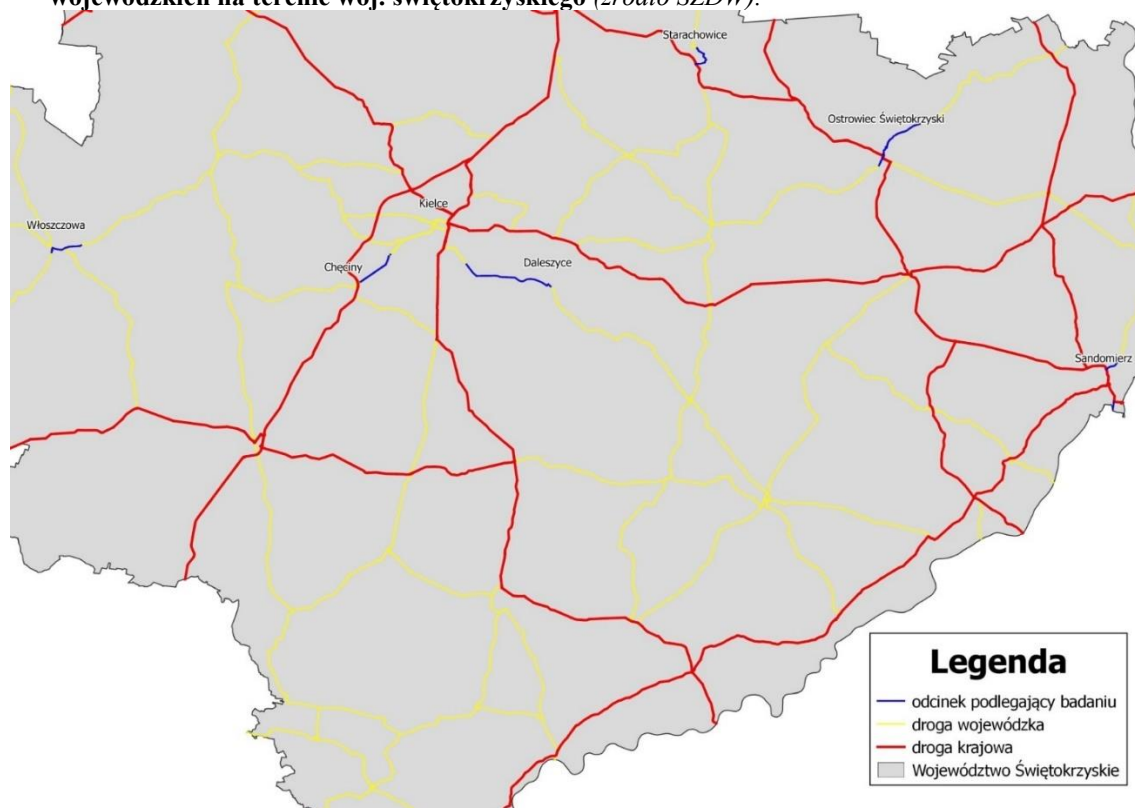 wojewódzkich na terenie woj. świętokrzyskiego (źródło ŚZDW).
Starachowice
Ostrowiec Świętokrzyski
Kielce
Włoszczowa
Chęciny
Daleszyce
Sandomierz
Legenda
odcinek podlegający badaniu
droga wojewódzka
droga krajowa
Województwo Świętokrzyskie